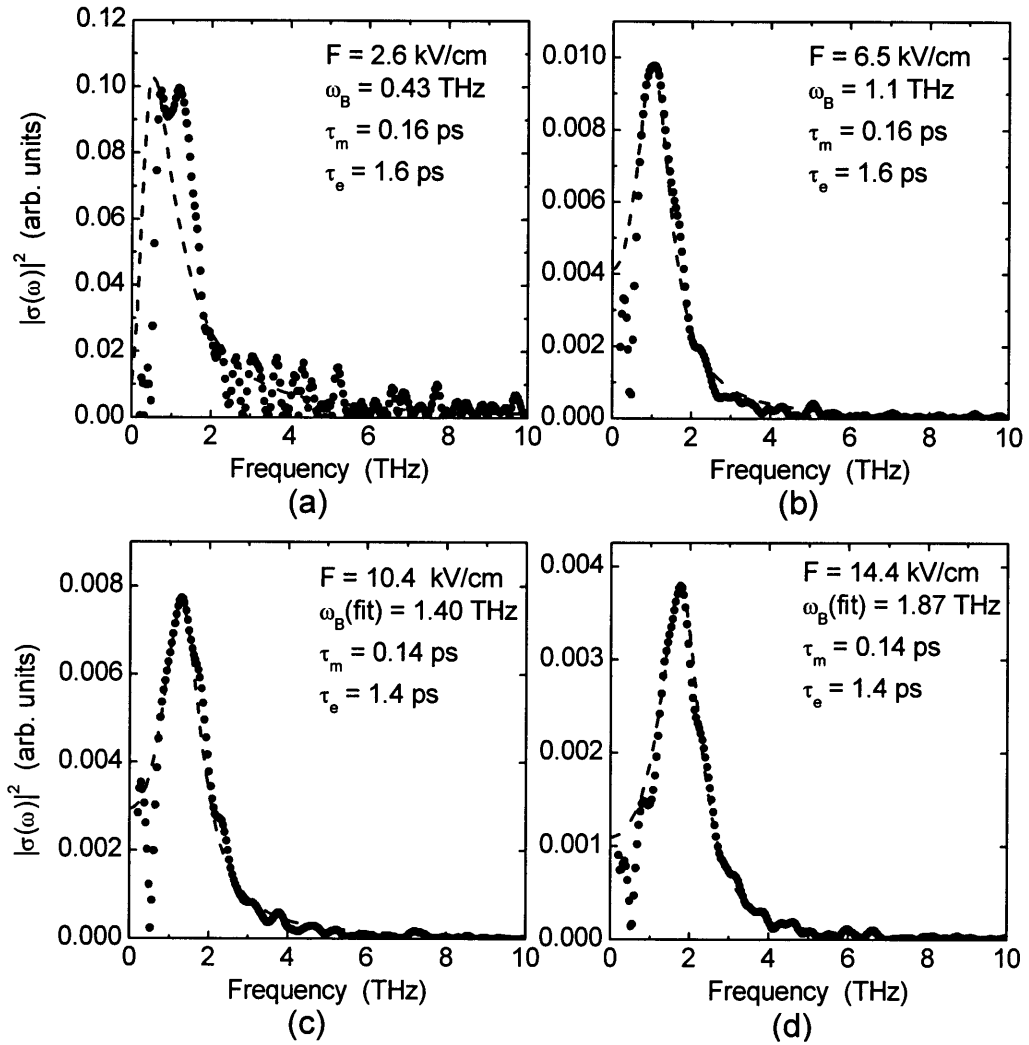 0.12
0.10
0.08
0.06
0.04
0.02
0.00
|σ(ω)|² (arb. units)
F = 2.6 kV/cm
ω_B = 0.43 THz
τ_m = 0.16 ps
τ_e = 1.6 ps
0 2 4 6 8 10
Frequency (THz)
(a)
0.010
0.008
0.006
0.004
0.002
0.000
F = 6.5 kV/cm
ω_B = 1.1 THz
τ_m = 0.16 ps
τ_e = 1.6 ps
0 2 4 6 8 10
Frequency (THz)
(b)
0.008
0.006
0.004
0.002
0.000
|σ(ω)|² (arb. units)
F = 10.4 kV/cm
ω_B(fit) = 1.40 THz
τ_m = 0.14 ps
τ_e = 1.4 ps
0 2 4 6 8 10
Frequency (THz)
(c)
0.004
0.003
0.002
0.001
0.000
F = 14.4 kV/cm
ω_B(fit) = 1.87 THz
τ_m = 0.14 ps
τ_e = 1.4 ps
0 2 4 6 8 10
Frequency (THz)
(d)